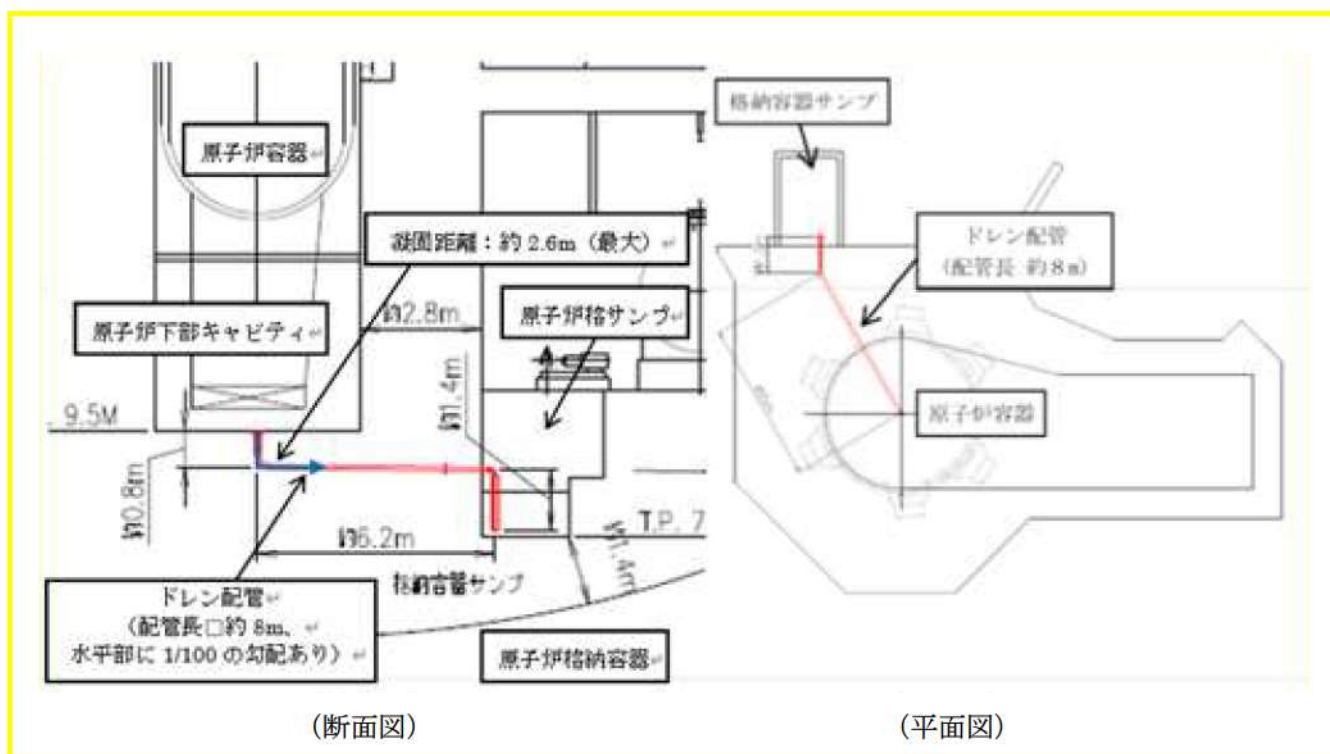 原子炉容器
凝固距離：約 2.6m（最大）
原子炉下部キャビティ
約2.8m
原子炉格サンプ
約1.4m
9.5M
約0.8m
約6.2m
T.P. 7
約1.4m
格納容器サンプ
ドレン配管
（配管長□約 8m、
水平部に 1/100 の勾配あり）
原子炉格納容器
（断面図）
格納容器サンプ
ドレン配管
（配管長 約 8m）
原子炉容器
（平面図）